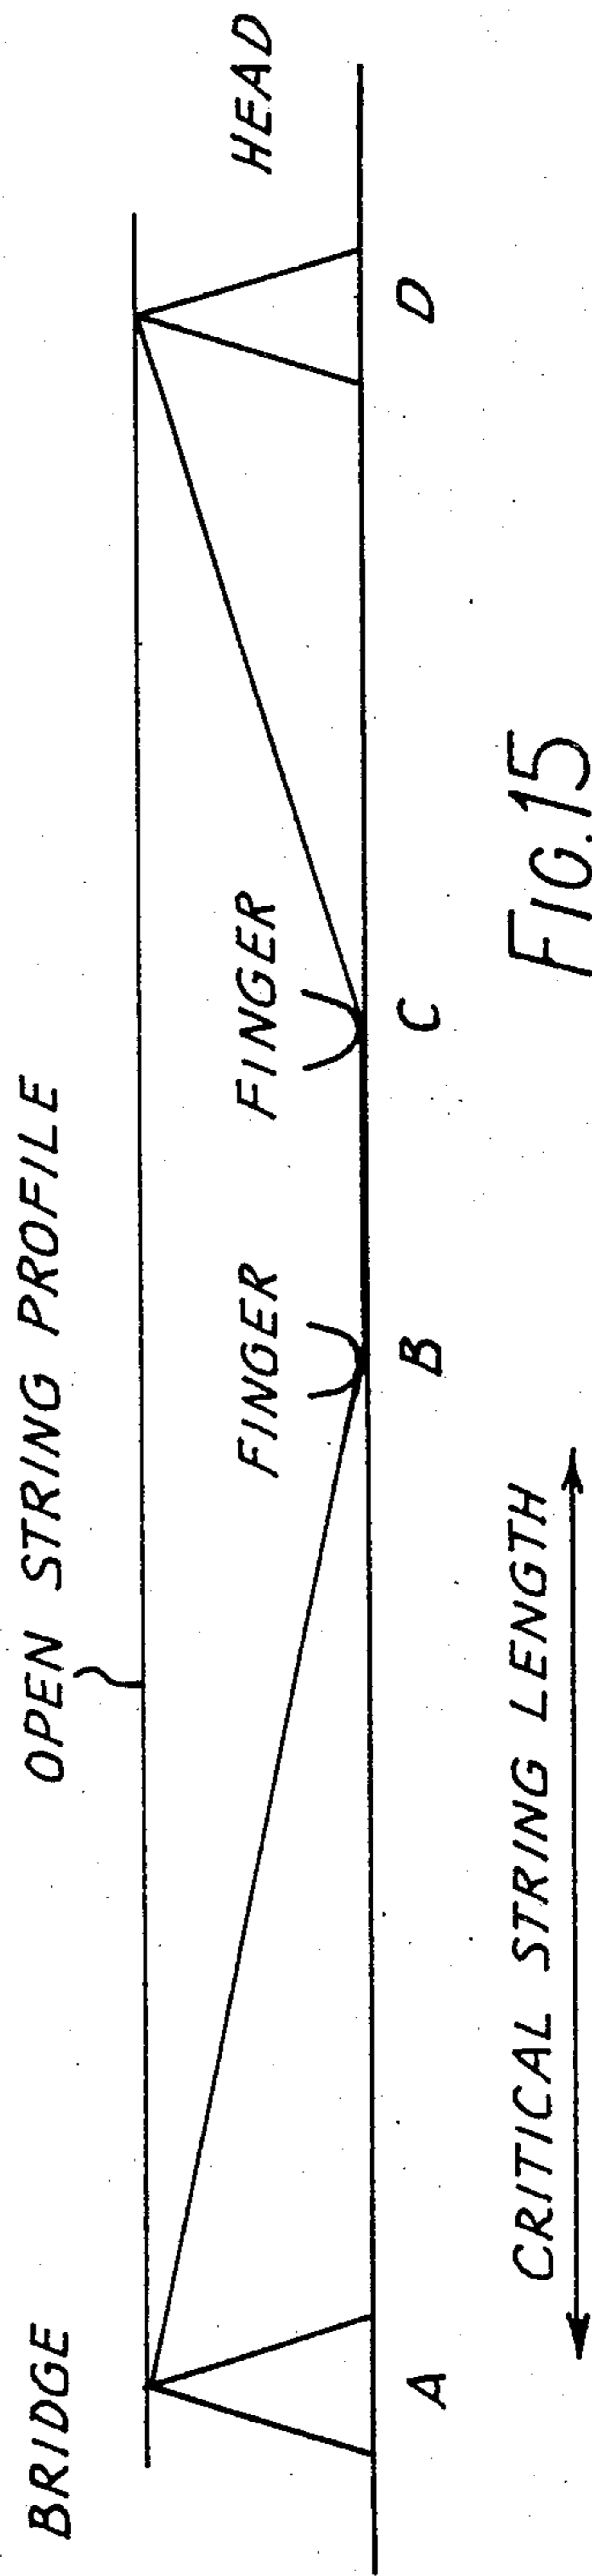 OPEN STRING PROFILE
BRIDGE
HEAD
FINGER
FINGER
A
B
C
D
CRITICAL STRING LENGTH
FIG.15